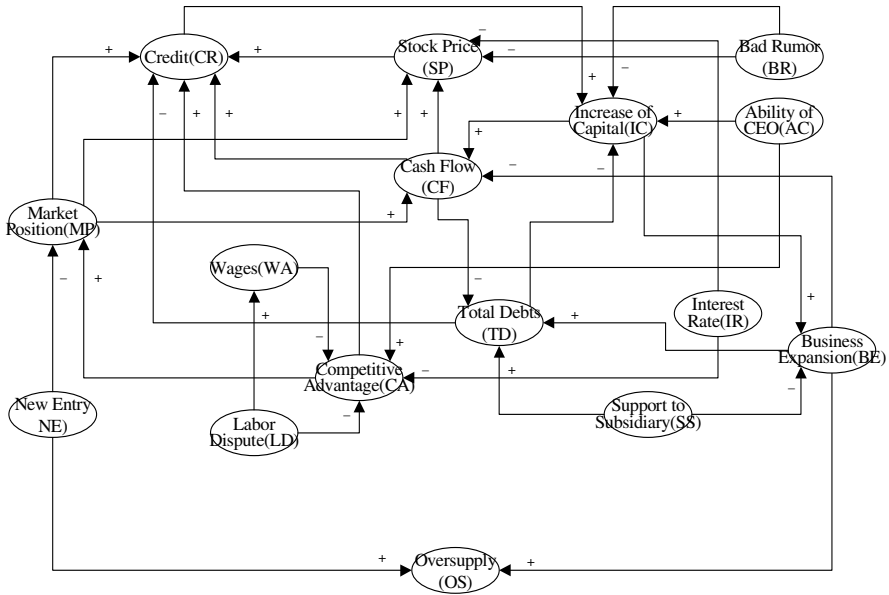 Credit(CR)
Stock Price
(SP)
Bad Rumor
(BR)
Increase of
Capital(IC)
Ability of
CEO(AC)
Cash Flow
(CF)
Market
Position(MP)
Wages(WA)
Total Debts
(TD)
Interest
Rate(IR)
Business
Expansion(BE)
Competitive
Advantage(CA)
New Entry
NE)
Labor
Dispute(LD)
Support to
Subsidiary(SS)
Oversupply
(OS)
+
+
–
–
+
–
–
+
+
+
+
+
+
–
–
+
–
+
–
+
+
+
–
+
–
+
–
–
+
+